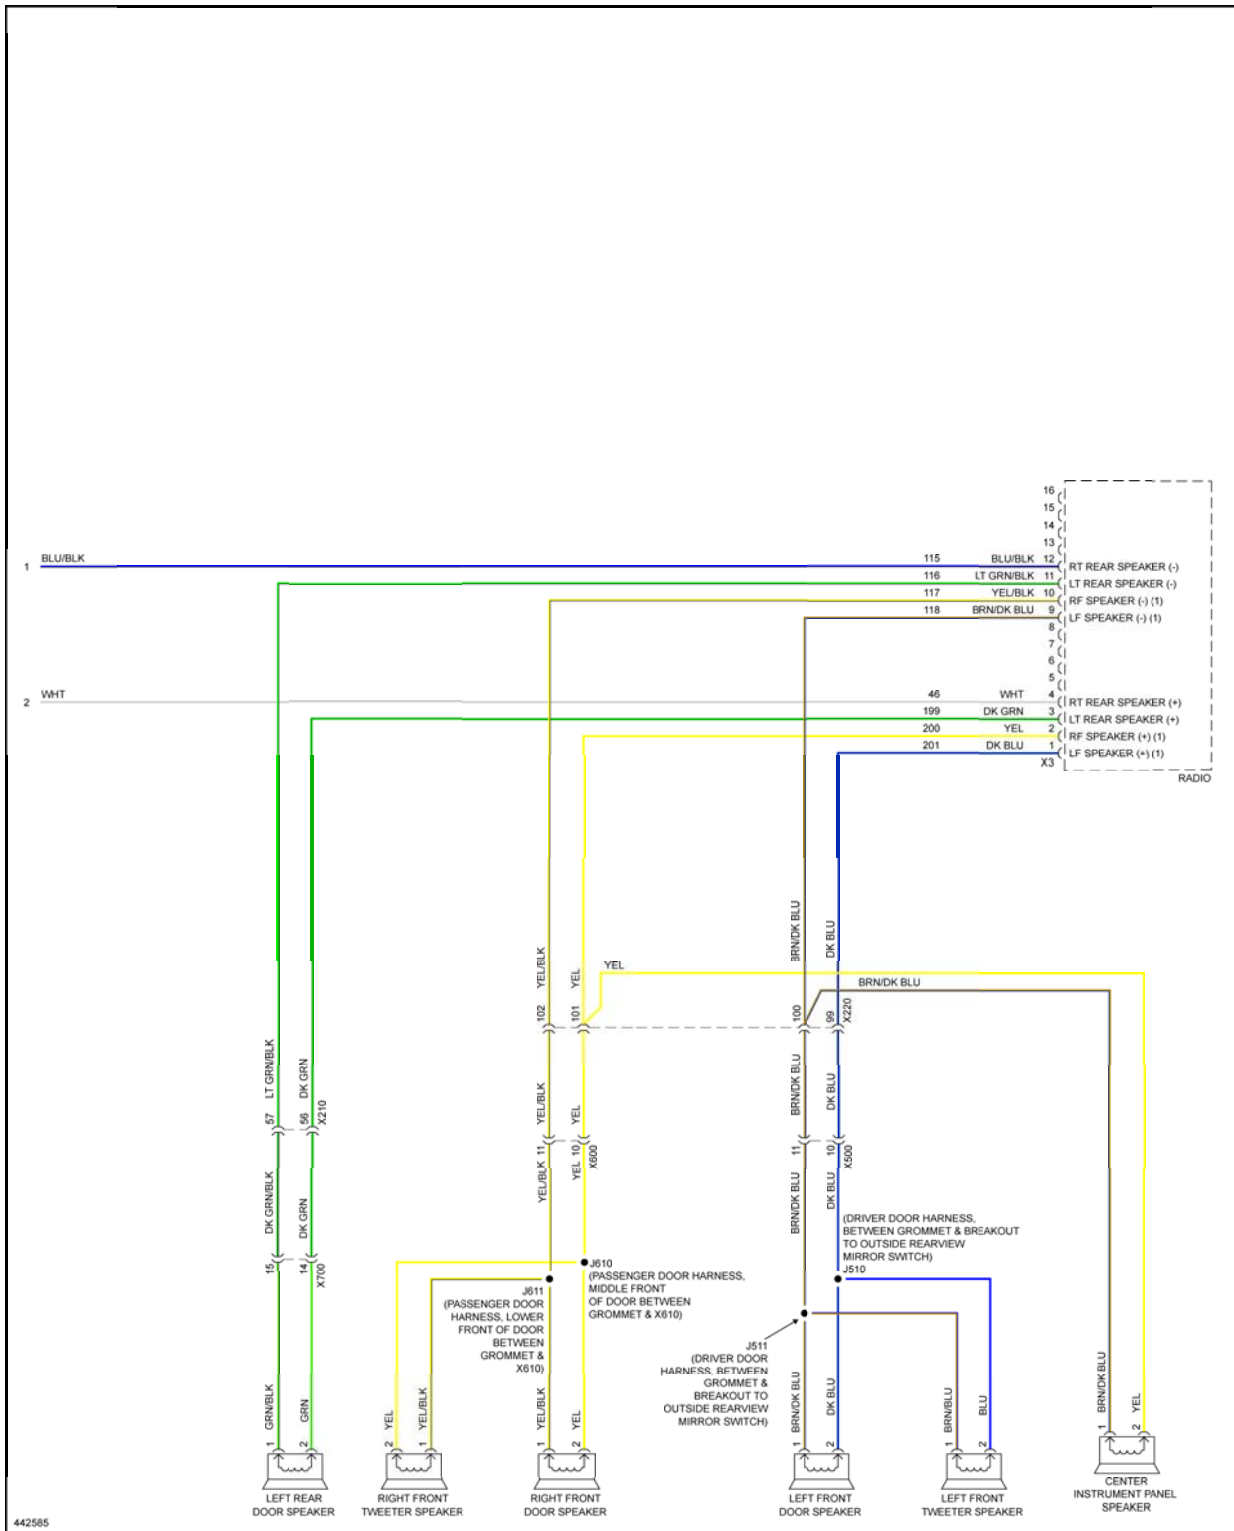 16
15
14
13
1 BLU/BLK 115 BLU/BLK 12 RT REAR SPEAKER (-)
116 LT GRN/BLK 11 LT REAR SPEAKER (-)
117 YEL/BLK 10 RF SPEAKER (-) (1)
118 BRN/DK BLU 9 LF SPEAKER (-) (1)
8
7
6
5
2 WHT 46 WHT 4 RT REAR SPEAKER (+)
199 DK GRN 3 LT REAR SPEAKER (+)
200 YEL 2 RF SPEAKER (+) (1)
201 DK BLU 1 LF SPEAKER (+) (1)
X3
RADIO
YEL/BLK
YEL
YEL
BRN/DK BLU
DK BLU
BRN/DK BLU
102
101
100
99
X220
LT GRN/BLK
DK GRN
57
56
X210
YEL/BLK
YEL
BRN/DK BLU
DK BLU
11
10
X600
11
10
X500
DK GRN/BLK
DK GRN
YEL/BLK
YEL
BRN/DK BLU
DK BLU
15
14
X700
(DRIVER DOOR HARNESS,
BETWEEN GROMMET & BREAKOUT
TO OUTSIDE REARVIEW
MIRROR SWITCH)
J510
J610
(PASSENGER DOOR HARNESS,
MIDDLE FRONT
OF DOOR BETWEEN
GROMMET & X610)
J611
(PASSENGER DOOR
HARNESS, LOWER
FRONT OF DOOR
BETWEEN
GROMMET &
X610)
J511
(DRIVER DOOR
HARNESS, BETWEEN
GROMMET &
BREAKOUT TO
OUTSIDE REARVIEW
MIRROR SWITCH)
GRN/BLK
GRN
YEL
YEL/BLK
YEL/BLK
YEL
BRN/DK BLU
DK BLU
BRN/BLU
BLU
BRN/DK BLU
YEL
1
2
2
1
1
2
1
2
1
2
1
2
LEFT REAR
DOOR SPEAKER
RIGHT FRONT
TWEETER SPEAKER
RIGHT FRONT
DOOR SPEAKER
LEFT FRONT
DOOR SPEAKER
LEFT FRONT
TWEETER SPEAKER
CENTER
INSTRUMENT PANEL
SPEAKER
442585